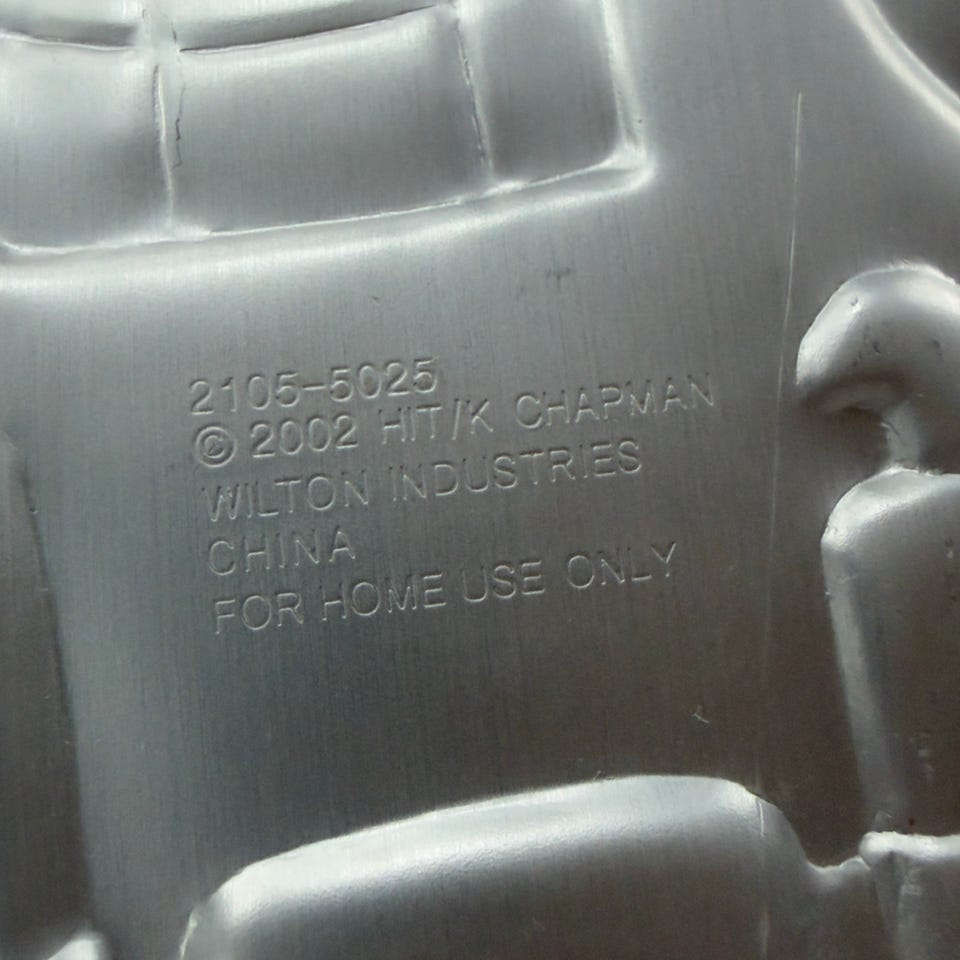 2105-5025
© 2002 HIT/K CHAPMAN
WILTON INDUSTRIES
CHINA
FOR HOME USE ONLY